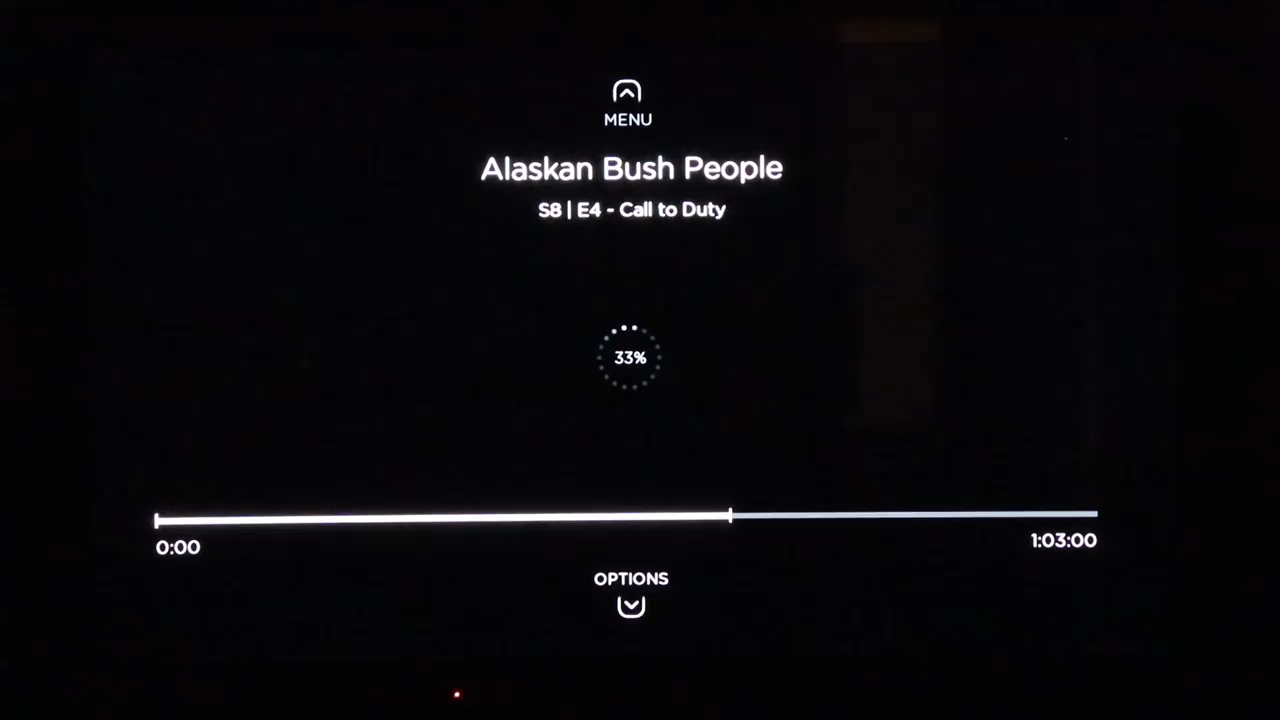 MENU
Alaskan Bush People
S8 | E4 - Call to Duty
33%
0:00
1:03:00
OPTIONS